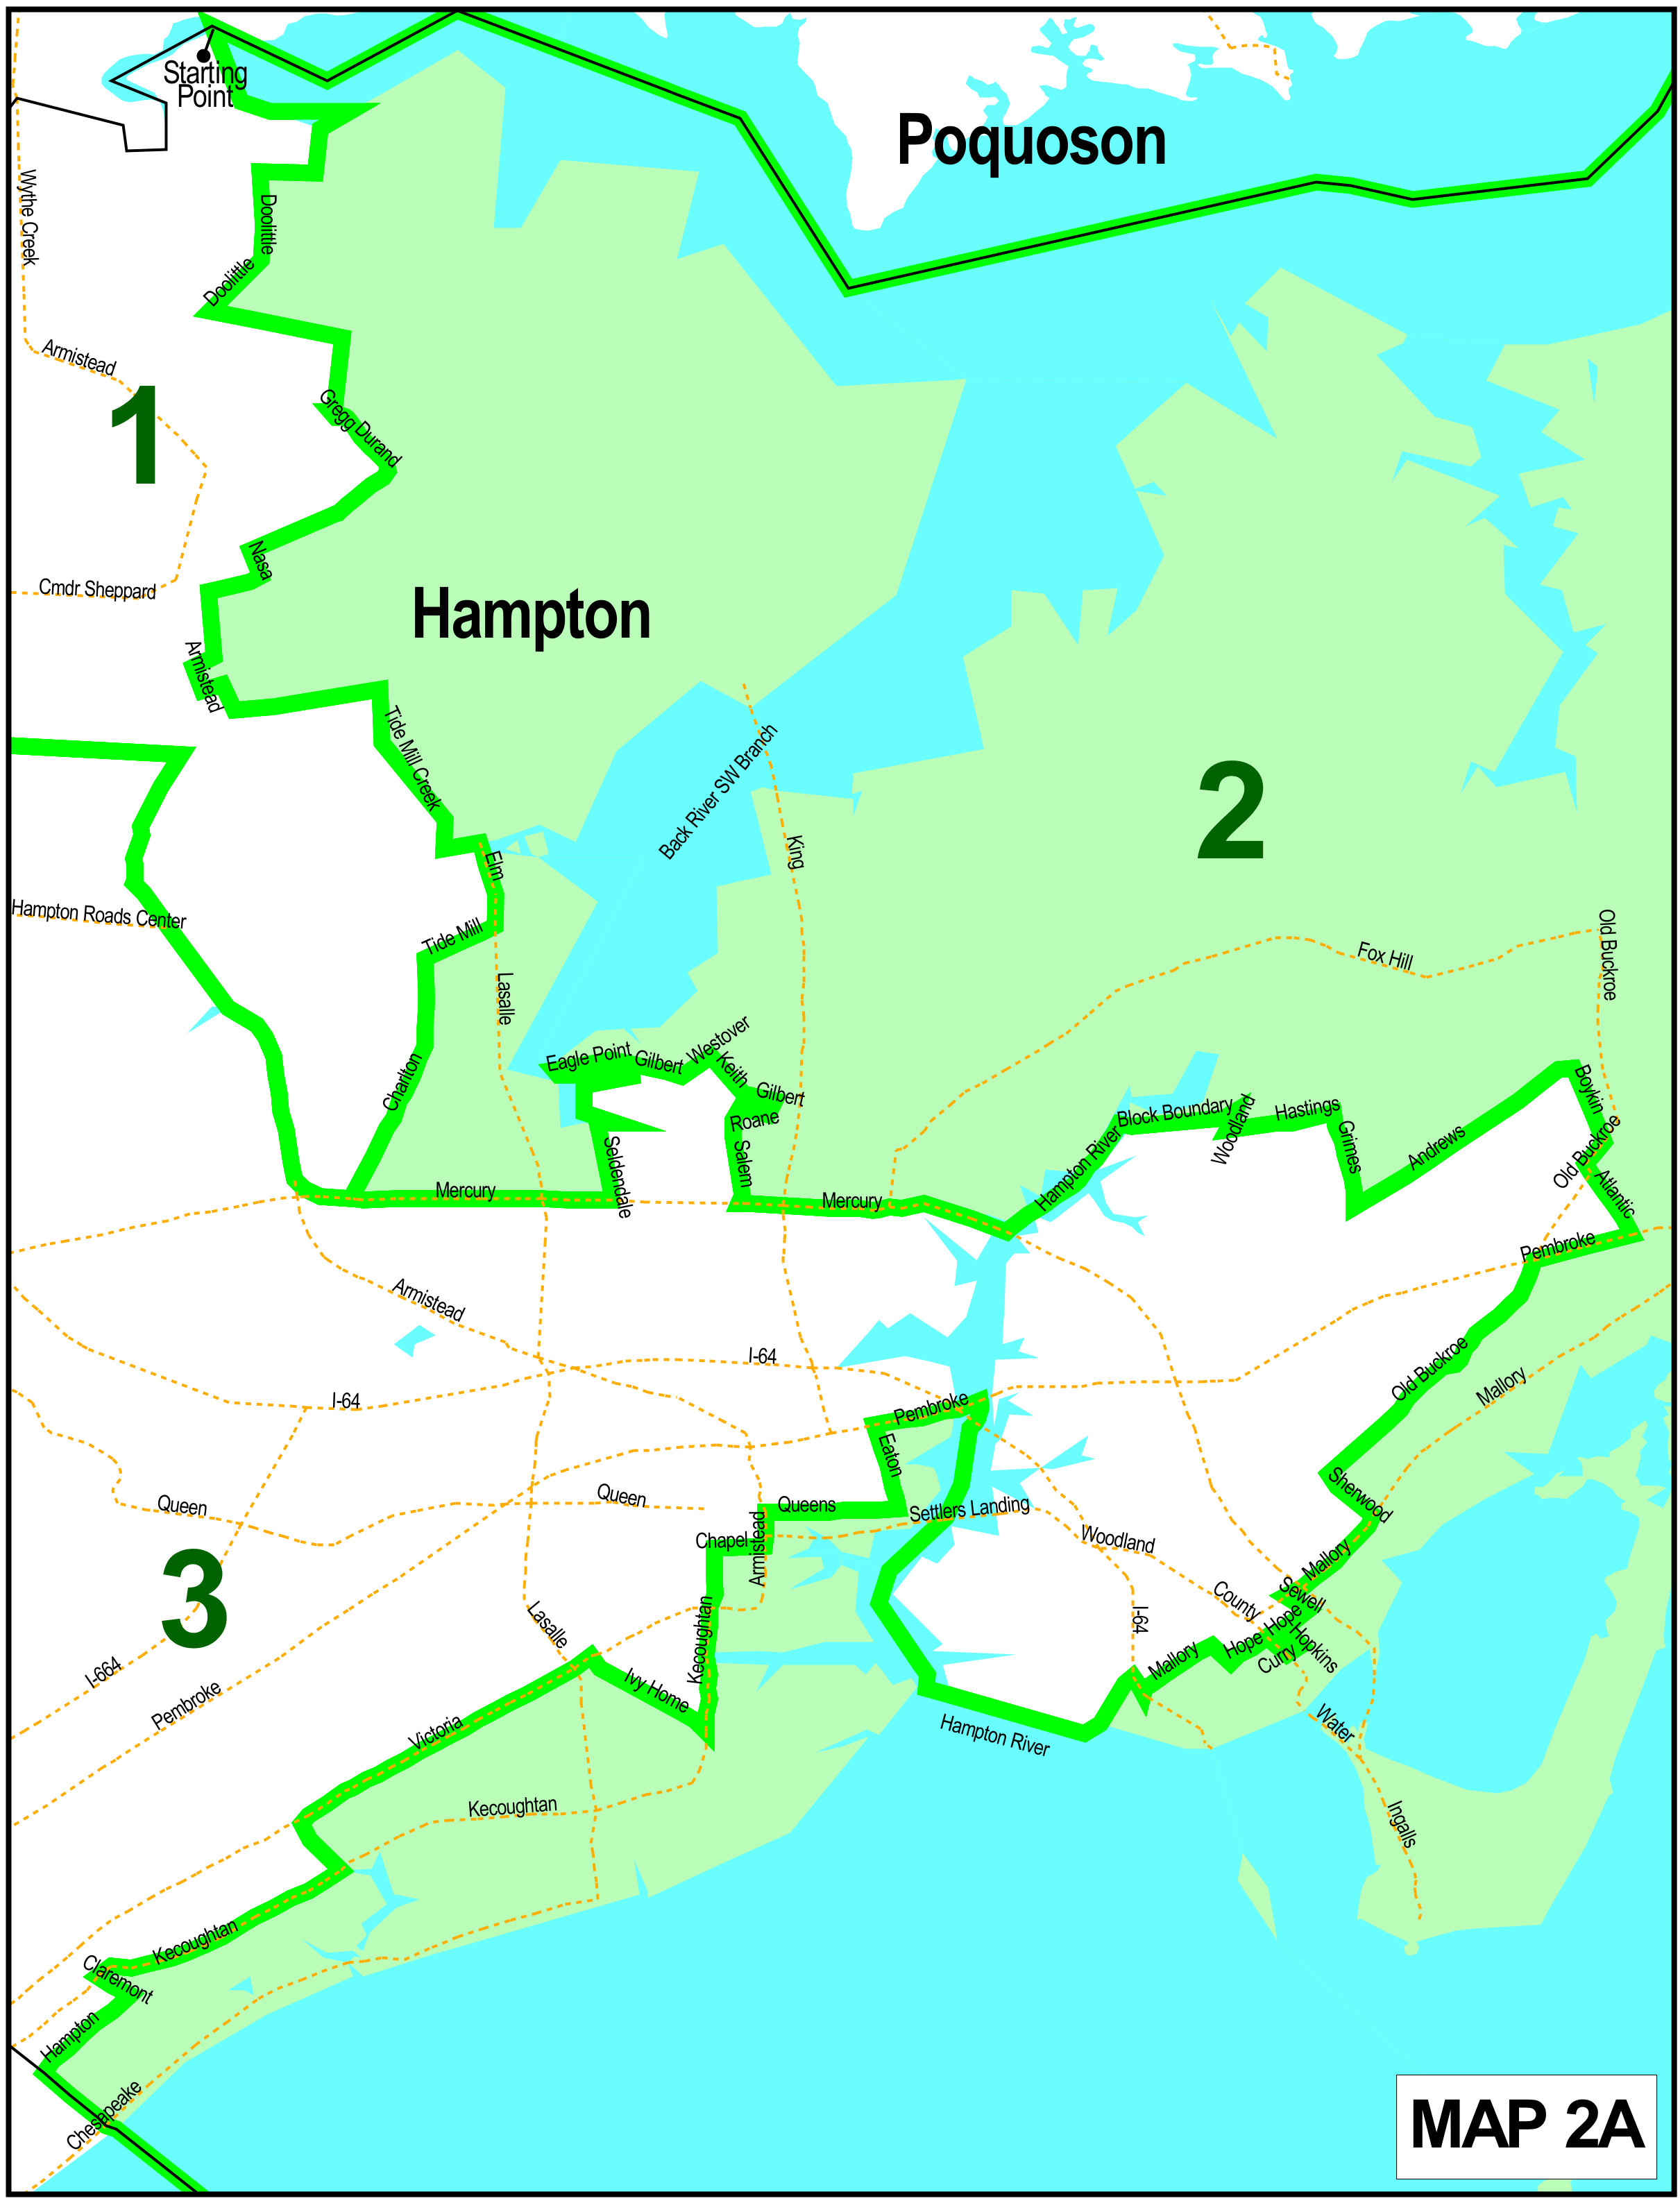 Starting
Point
Poquoson
Wythe Creek
Doolittle
Doolittle
Armistead
1
Gregg Durand
Nasa
Cmdr Sheppard
Hampton
Armistead
Tide Mill Creek
Back River SW Branch
2
King
Elm
Hampton Roads Center
Tide Mill
Fox Hill
Old Buckroe
Lasalle
Westover
Eagle Point
Gilbert
Keith
Gilbert
Charlton
Roane
Block Boundary
Woodland
Hastings
Boykin
Salem
Seldendale
Hampton River
Grimes
Andrews
Old Buckroe
Atlantic
Mercury
Mercury
Pembroke
Armistead
I-64
I-64
Old Buckroe
Mallory
Pembroke
Eaton
Queen
Queen
Queens
Settlers Landing
Sherwood
Chapel
Armistead
Woodland
Mallory
3
Lasalle
Kecoughtan
I-64
County
Sewell
Hope
Hope
Hopkins
Curry
Mallory
I-664
Pembroke
Ivy Home
Victoria
Hampton River
Water
Kecoughtan
Ingalls
Kecoughtan
Claremont
Hampton
Chesapeake
MAP 2A